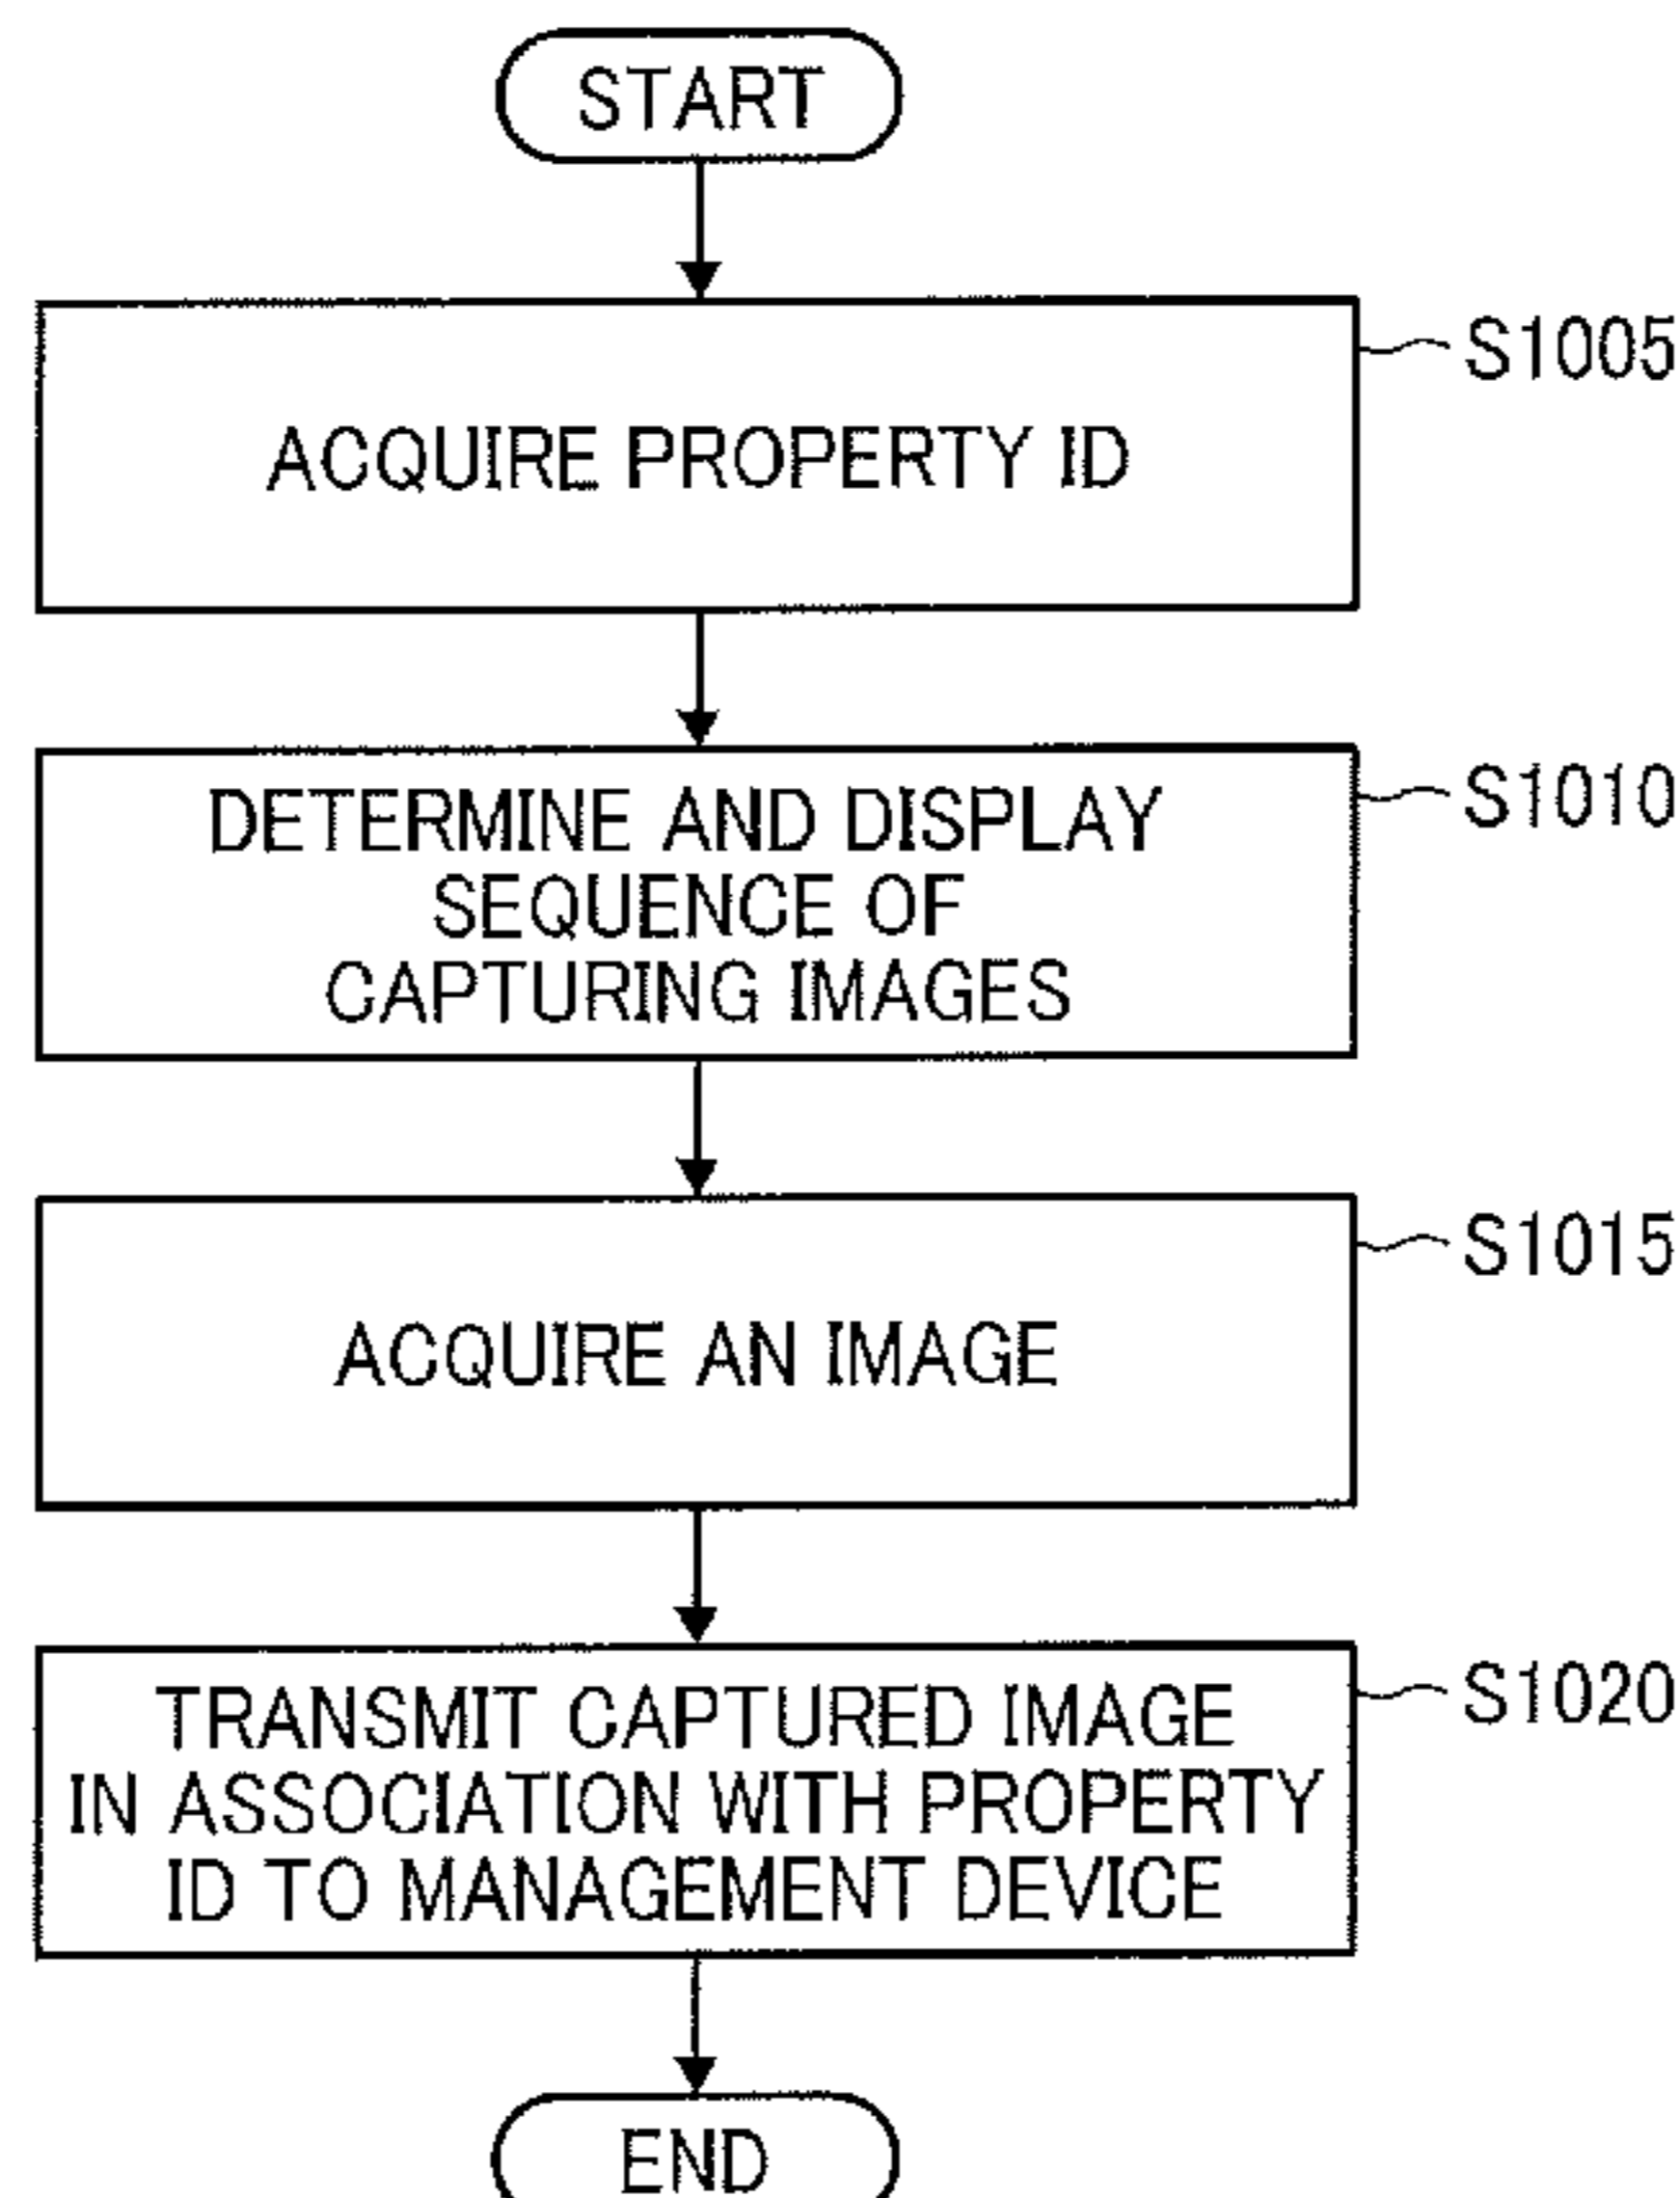 START
S1005
ACQUIRE PROPERTY ID
S1010
DETERMINE AND DISPLAY
SEQUENCE OF
CAPTURING IMAGES
S1015
ACQUIRE AN IMAGE
S1020
TRANSMIT CAPTURED IMAGE
IN ASSOCIATION WITH PROPERTY
ID TO MANAGEMENT DEVICE
END